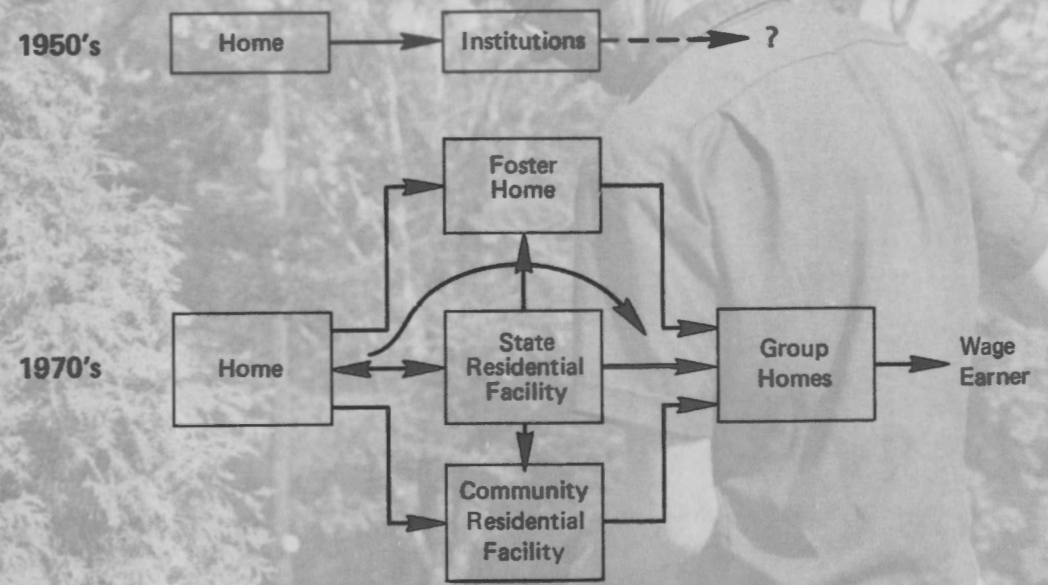 1950's
Home
Institutions
?
Foster
Home
1970's
Home
State
Residential
Facility
Group
Homes
Wage
Earner
Community
Residential
Facility